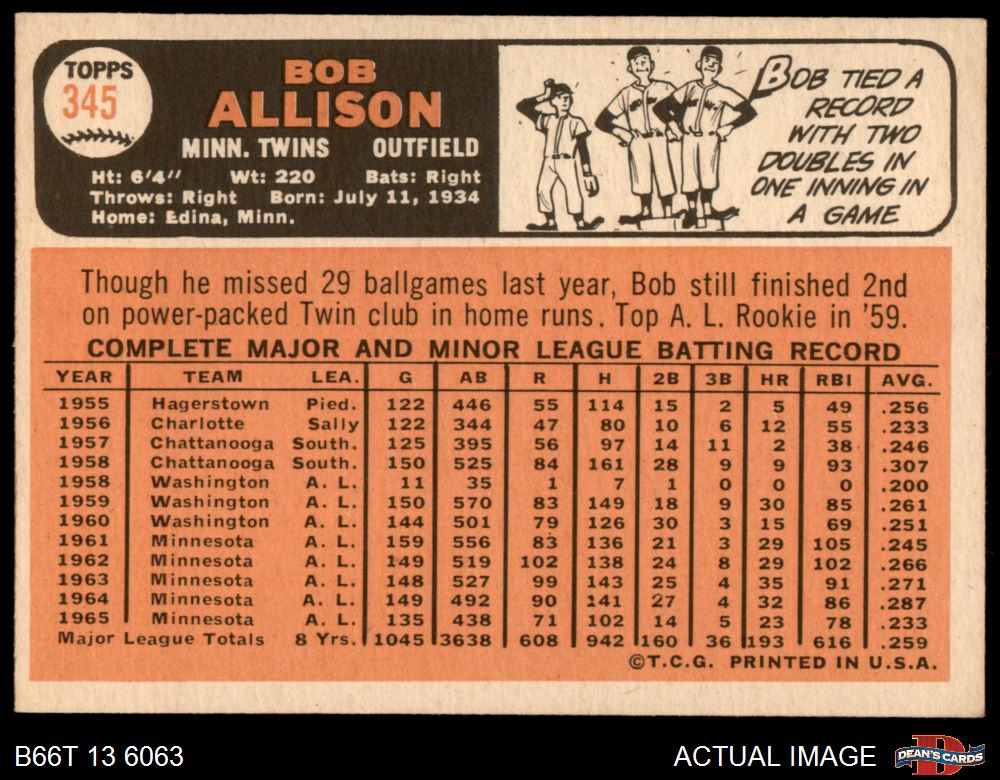 TOPPS
345
BOB
ALLISON
MINN. TWINS OUTFIELD
Ht: 6'4" Wt: 220 Bats: Right
Throws: Right Born: July 11, 1934
Home: Edina, Minn.
BOB TIED A
RECORD
WITH TWO
DOUBLES IN
ONE INNING IN
A GAME
Though he missed 29 ballgames last year, Bob still finished 2nd
on power-packed Twin club in home runs. Top A. L. Rookie in '59.
COMPLETE MAJOR AND MINOR LEAGUE BATTING RECORD
YEAR TEAM LEA. G AB R H 2B 3B HR RBI AVG.
1955 Hagerstown Pied. 122 446 55 114 15 2 5 49 .256
1956 Charlotte Sally 122 344 47 80 10 6 12 55 .233
1957 Chattanooga South. 125 395 56 97 14 11 2 38 .246
1958 Chattanooga South. 150 525 84 161 28 9 9 93 .307
1958 Washington A. L. 11 35 1 7 1 0 0 0 .200
1959 Washington A. L. 150 570 83 149 18 9 30 85 .261
1960 Washington A. L. 144 501 79 126 30 3 15 69 .251
1961 Minnesota A. L. 159 556 83 136 21 3 29 105 .245
1962 Minnesota A. L. 149 519 102 138 24 8 29 102 .266
1963 Minnesota A. L. 148 527 99 143 25 4 35 91 .271
1964 Minnesota A. L. 149 492 90 141 27 4 32 86 .287
1965 Minnesota A. L. 135 438 71 102 14 5 23 78 .233
Major League Totals 8 Yrs. 1045 3638 608 942 160 36 193 616 .259
©T.C.G. PRINTED IN U.S.A.
B66T 13 6063
ACTUAL IMAGE
DEAN'S CARDS